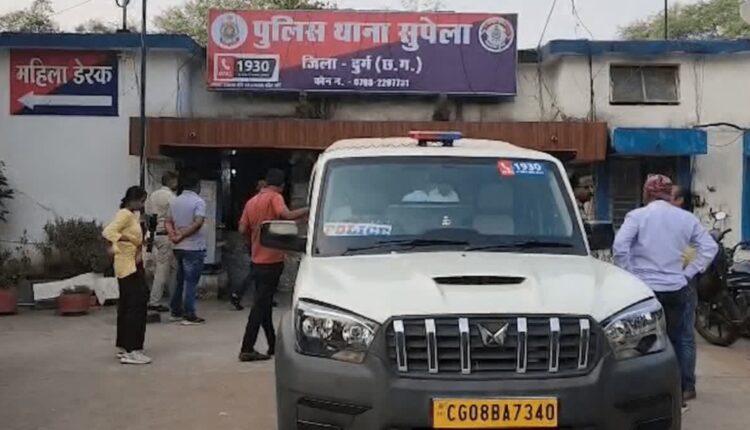 पुलिस थाना सुपेला
1930
जिला - दुर्ग (छ.ग.)
महिला डेस्क
1930
POLICE
CG08BA7340